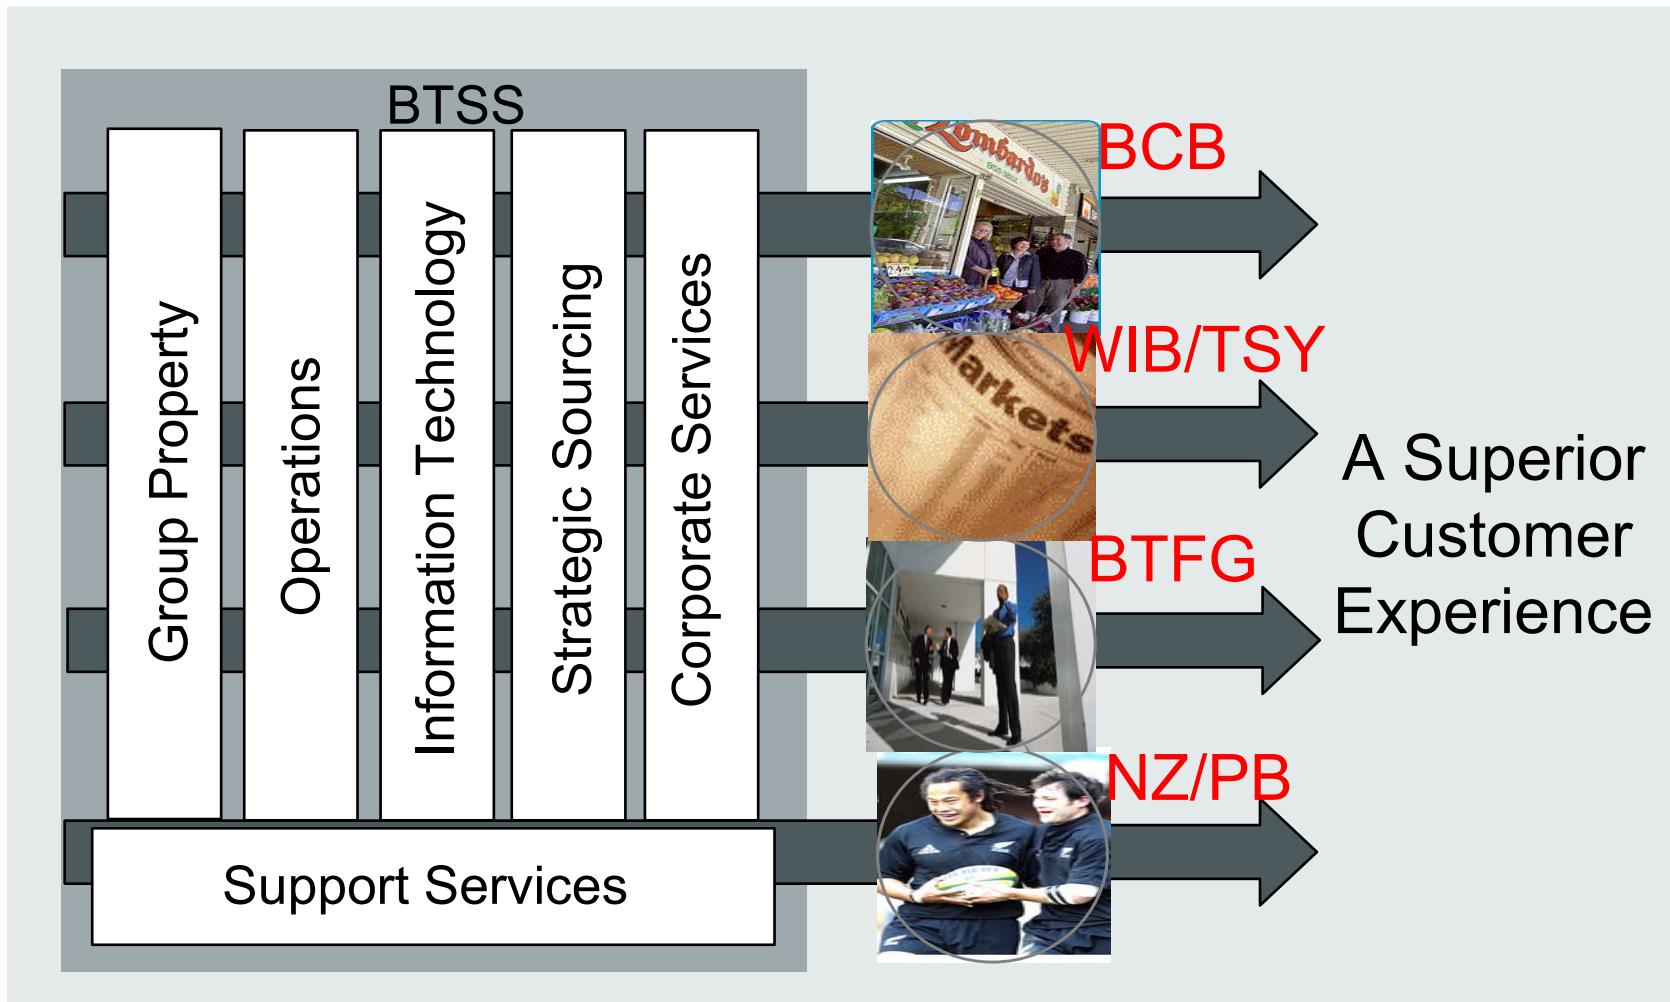 BTSS
Group Property
Operations
Information Technology
Strategic Sourcing
Corporate Services
Support Services
Lombardo's
BCB
Markets
WIB/TSY
BTFG
NZ/PB
A Superior
Customer
Experience